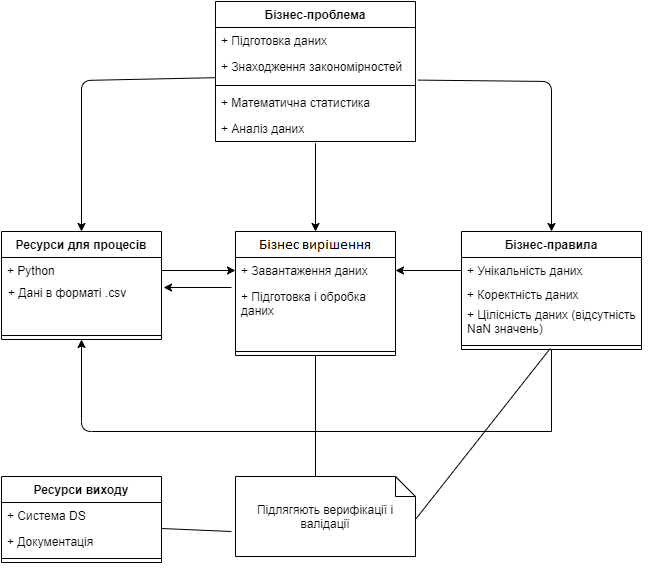 Бізнес-проблема
+ Підготовка даних
+ Знаходження закономірностей
+ Математична статистика
+ Аналіз даних
Ресурси для процесів
+ Python
+ Дані в форматі .csv
Бізнес вирішення
+ Завантаження даних
+ Підготовка і обробка
даних
Бізнес-правила
+ Унікальність даних
+ Коректність даних
+ Цілісність даних (відсутність
NaN значень)
Ресурси виходу
+ Система DS
+ Документація
Підлягяють верифікації і
валідації